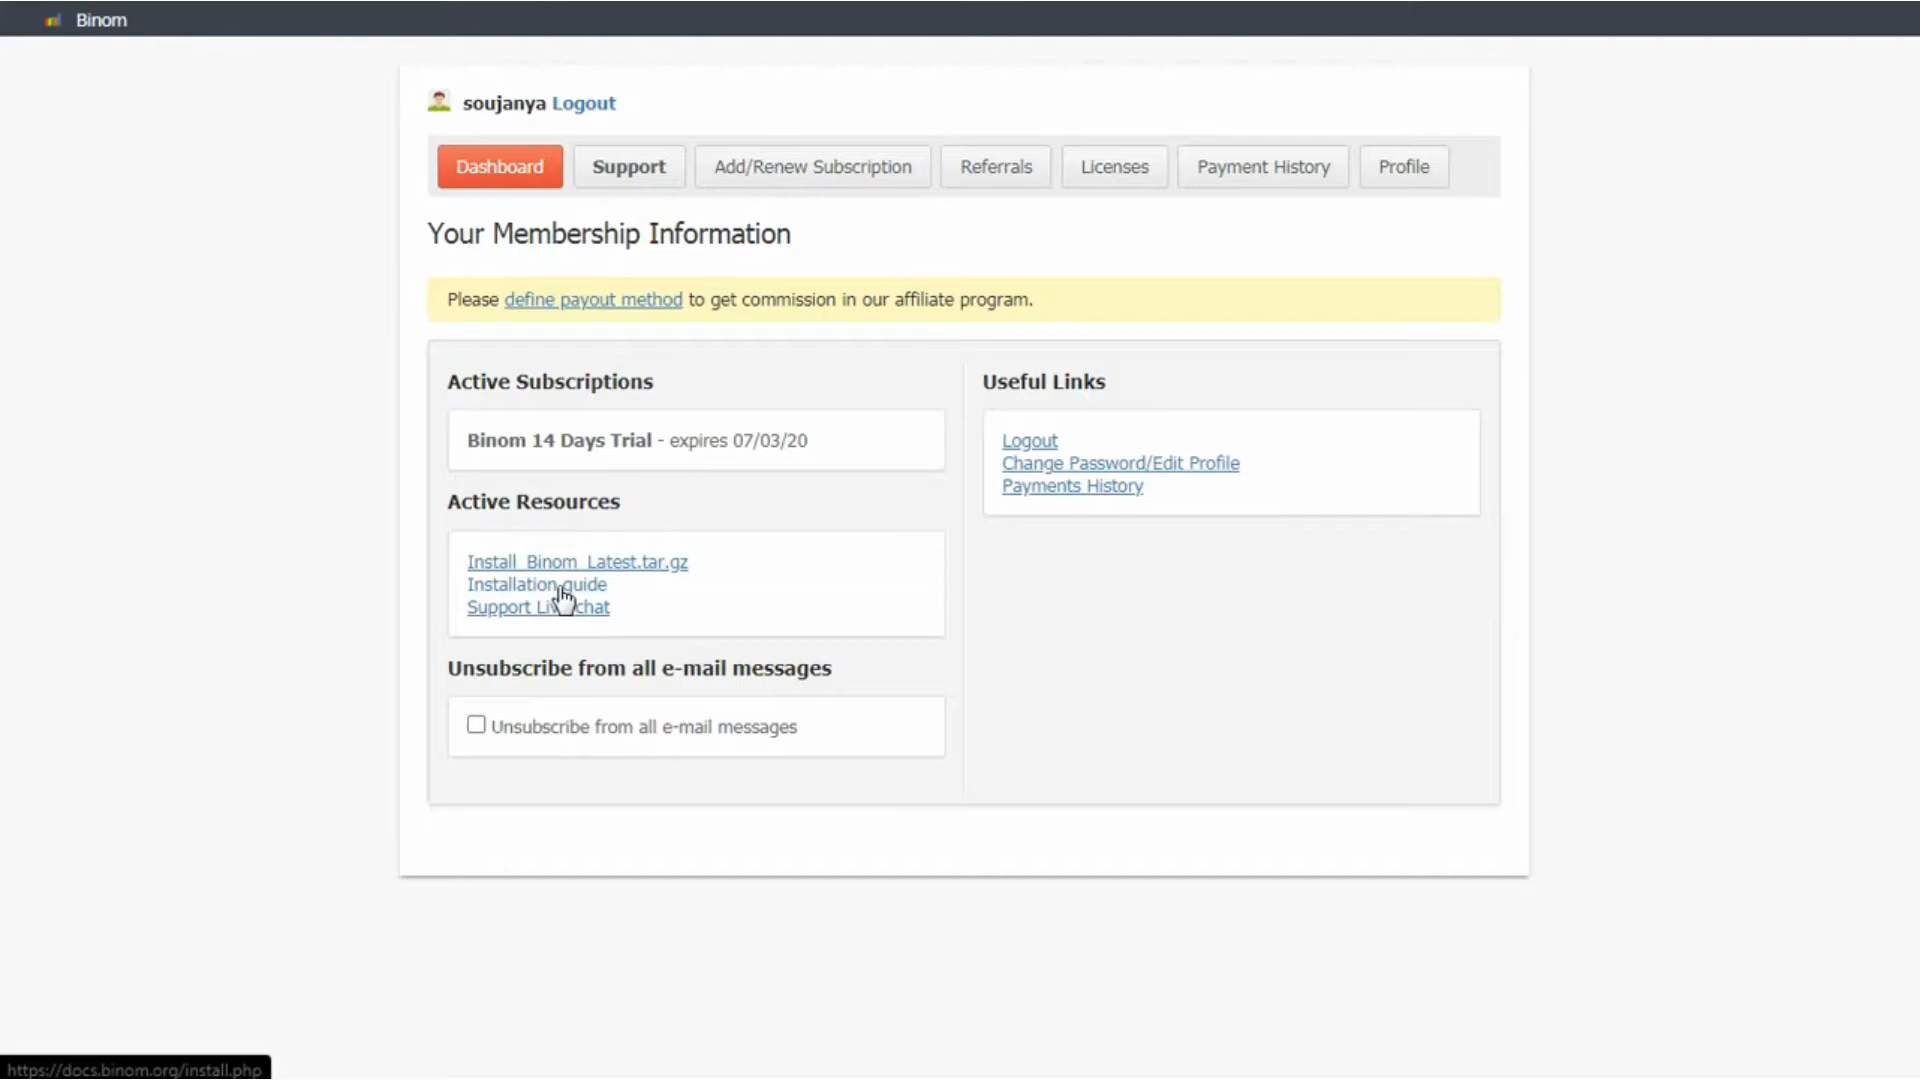 Binom
soujanya Logout
Dashboard Support Add/Renew Subscription Referrals Licenses Payment History Profile
Your Membership Information
Please define payout method to get commission in our affiliate program.
Active Subscriptions
Binom 14 Days Trial - expires 07/03/20
Active Resources
Install_Binom_Latest.tar.gz
Installation guide
Support Live chat
Unsubscribe from all e-mail messages
Unsubscribe from all e-mail messages
Useful Links
Logout
Change Password/Edit Profile
Payments History
https://docs.binom.org/install.php